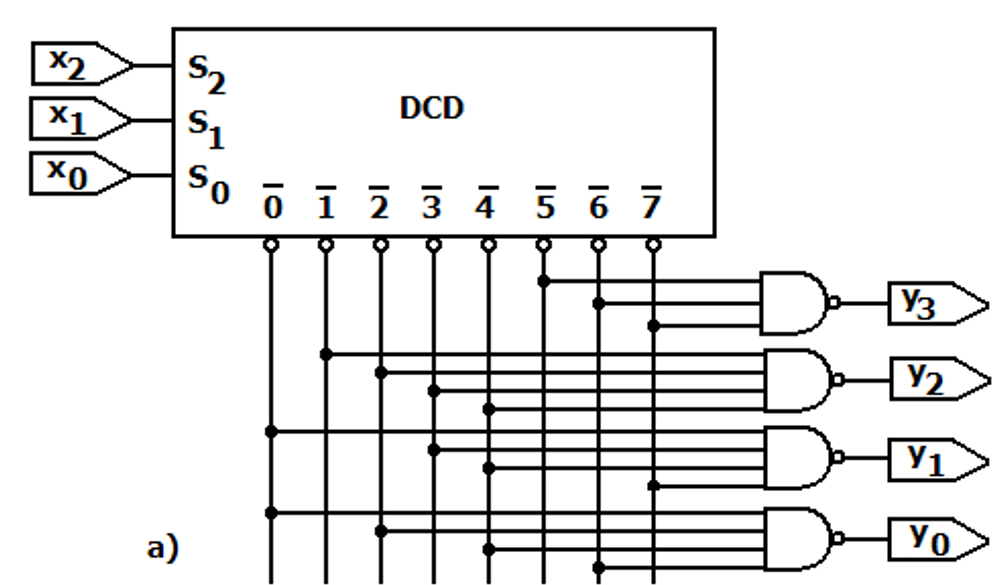 x2
x1
x0
S2
S1
S0
DCD
0̅ 1̅ 2̅ 3̅ 4̅ 5̅ 6̅ 7̅
y3
y2
y1
y0
a)